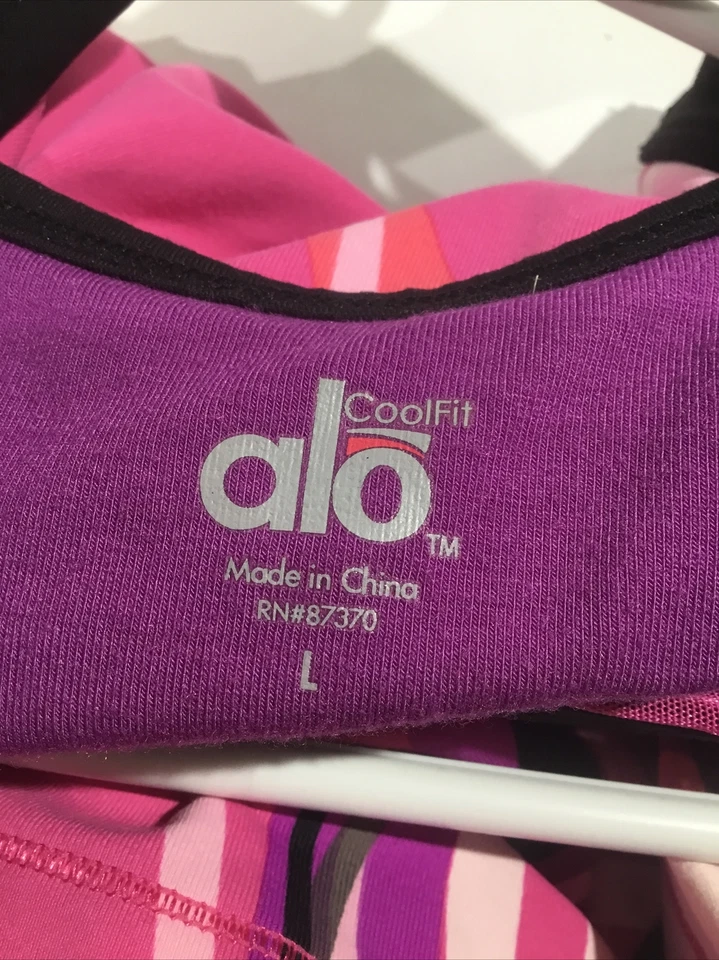 CoolFit
alo
TM
Made in China
RN#87370
L